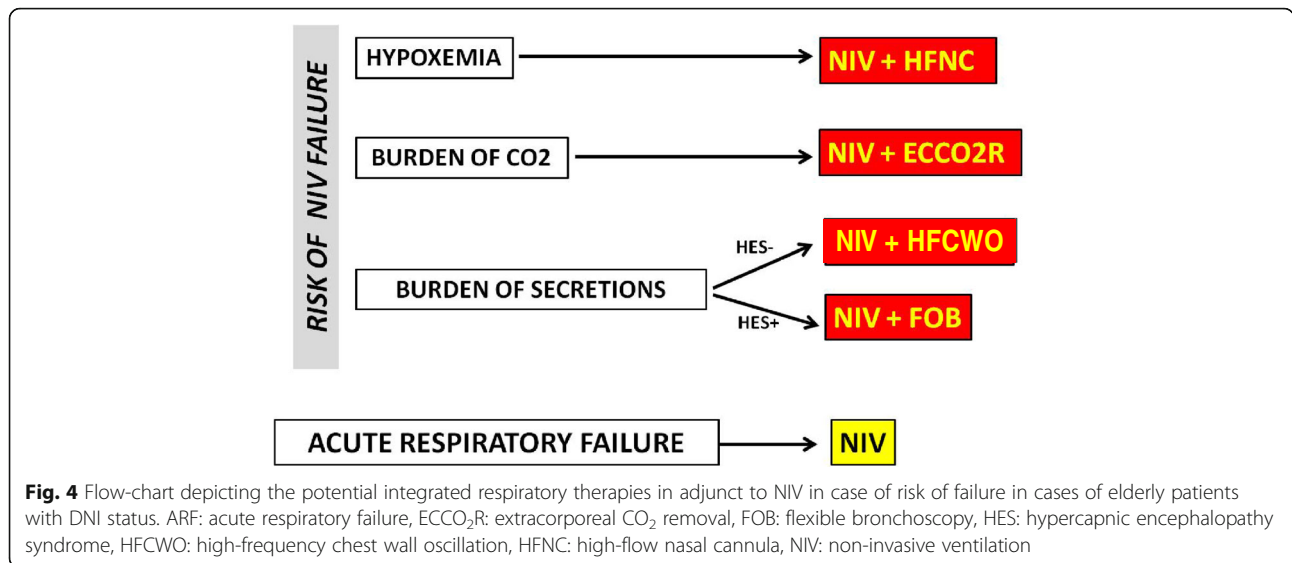 RISK OF NIV FAILURE
HYPOXEMIA
NIV + HFNC
BURDEN OF CO2
NIV + ECCO2R
BURDEN OF SECRETIONS
HES-
NIV + HFCWO
HES+
NIV + FOB
ACUTE RESPIRATORY FAILURE
NIV
Fig. 4 Flow-chart depicting the potential integrated respiratory therapies in adjunct to NIV in case of risk of failure in cases of elderly patients
with DNI status. ARF: acute respiratory failure, ECCO₂R: extracorporeal CO₂ removal, FOB: flexible bronchoscopy, HES: hypercapnic encephalopathy
syndrome, HFCWO: high-frequency chest wall oscillation, HFNC: high-flow nasal cannula, NIV: non-invasive ventilation